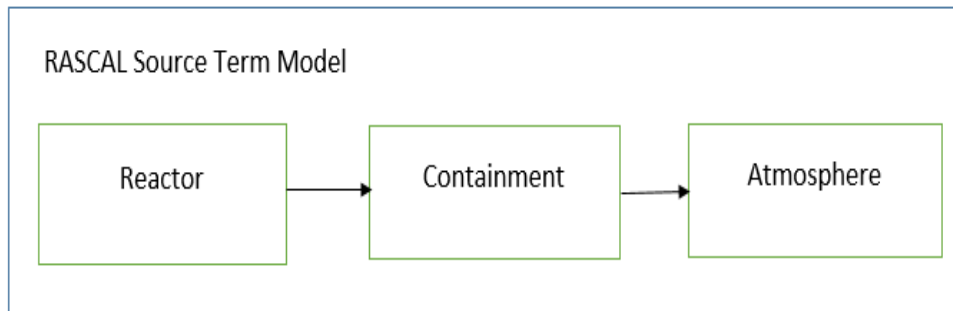 RASCAL Source Term Model
Reactor
Containment
Atmosphere